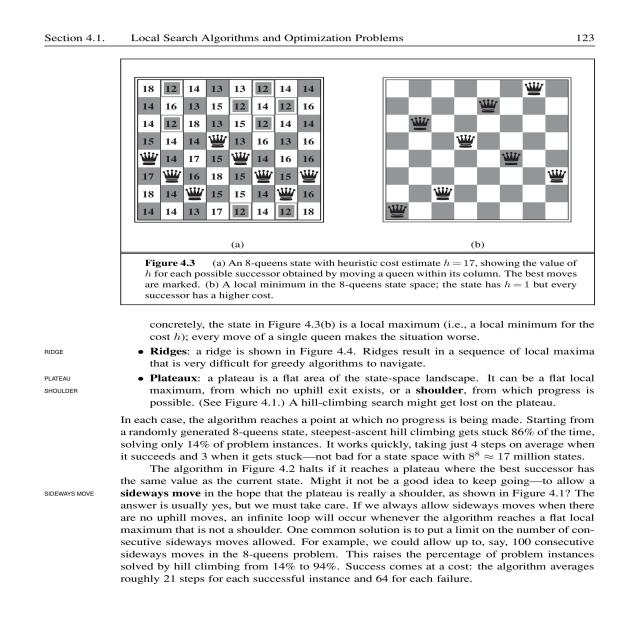 Section 4.1. Local Search Algorithms and Optimization Problems 123
18 12 14 13 13 12 14 14
14 16 13 15 12 14 12 16
14 12 18 13 15 12 14 14
15 14 14 13 16 13 16
14 17 15 14 16 16
17 16 18 15 15
18 14 15 15 14 16
14 14 13 17 12 14 12 18
(a) (b)
Figure 4.3 (a) An 8-queens state with heuristic cost estimate h = 17, showing the value of
h for each possible successor obtained by moving a queen within its column. The best moves
are marked. (b) A local minimum in the 8-queens state space; the state has h = 1 but every
successor has a higher cost.
concretely, the state in Figure 4.3(b) is a local maximum (i.e., a local minimum for the
cost h); every move of a single queen makes the situation worse.
RIDGE • Ridges: a ridge is shown in Figure 4.4. Ridges result in a sequence of local maxima
that is very difficult for greedy algorithms to navigate.
PLATEAU • Plateaux: a plateau is a flat area of the state-space landscape. It can be a flat local
SHOULDER maximum, from which no uphill exit exists, or a shoulder, from which progress is
possible. (See Figure 4.1.) A hill-climbing search might get lost on the plateau.
In each case, the algorithm reaches a point at which no progress is being made. Starting from
a randomly generated 8-queens state, steepest-ascent hill climbing gets stuck 86% of the time,
solving only 14% of problem instances. It works quickly, taking just 4 steps on average when
it succeeds and 3 when it gets stuck—not bad for a state space with 8⁸ ≈ 17 million states.
The algorithm in Figure 4.2 halts if it reaches a plateau where the best successor has
the same value as the current state. Might it not be a good idea to keep going—to allow a
SIDEWAYS MOVE sideways move in the hope that the plateau is really a shoulder, as shown in Figure 4.1? The
answer is usually yes, but we must take care. If we always allow sideways moves when there
are no uphill moves, an infinite loop will occur whenever the algorithm reaches a flat local
maximum that is not a shoulder. One common solution is to put a limit on the number of con-
secutive sideways moves allowed. For example, we could allow up to, say, 100 consecutive
sideways moves in the 8-queens problem. This raises the percentage of problem instances
solved by hill climbing from 14% to 94%. Success comes at a cost: the algorithm averages
roughly 21 steps for each successful instance and 64 for each failure.